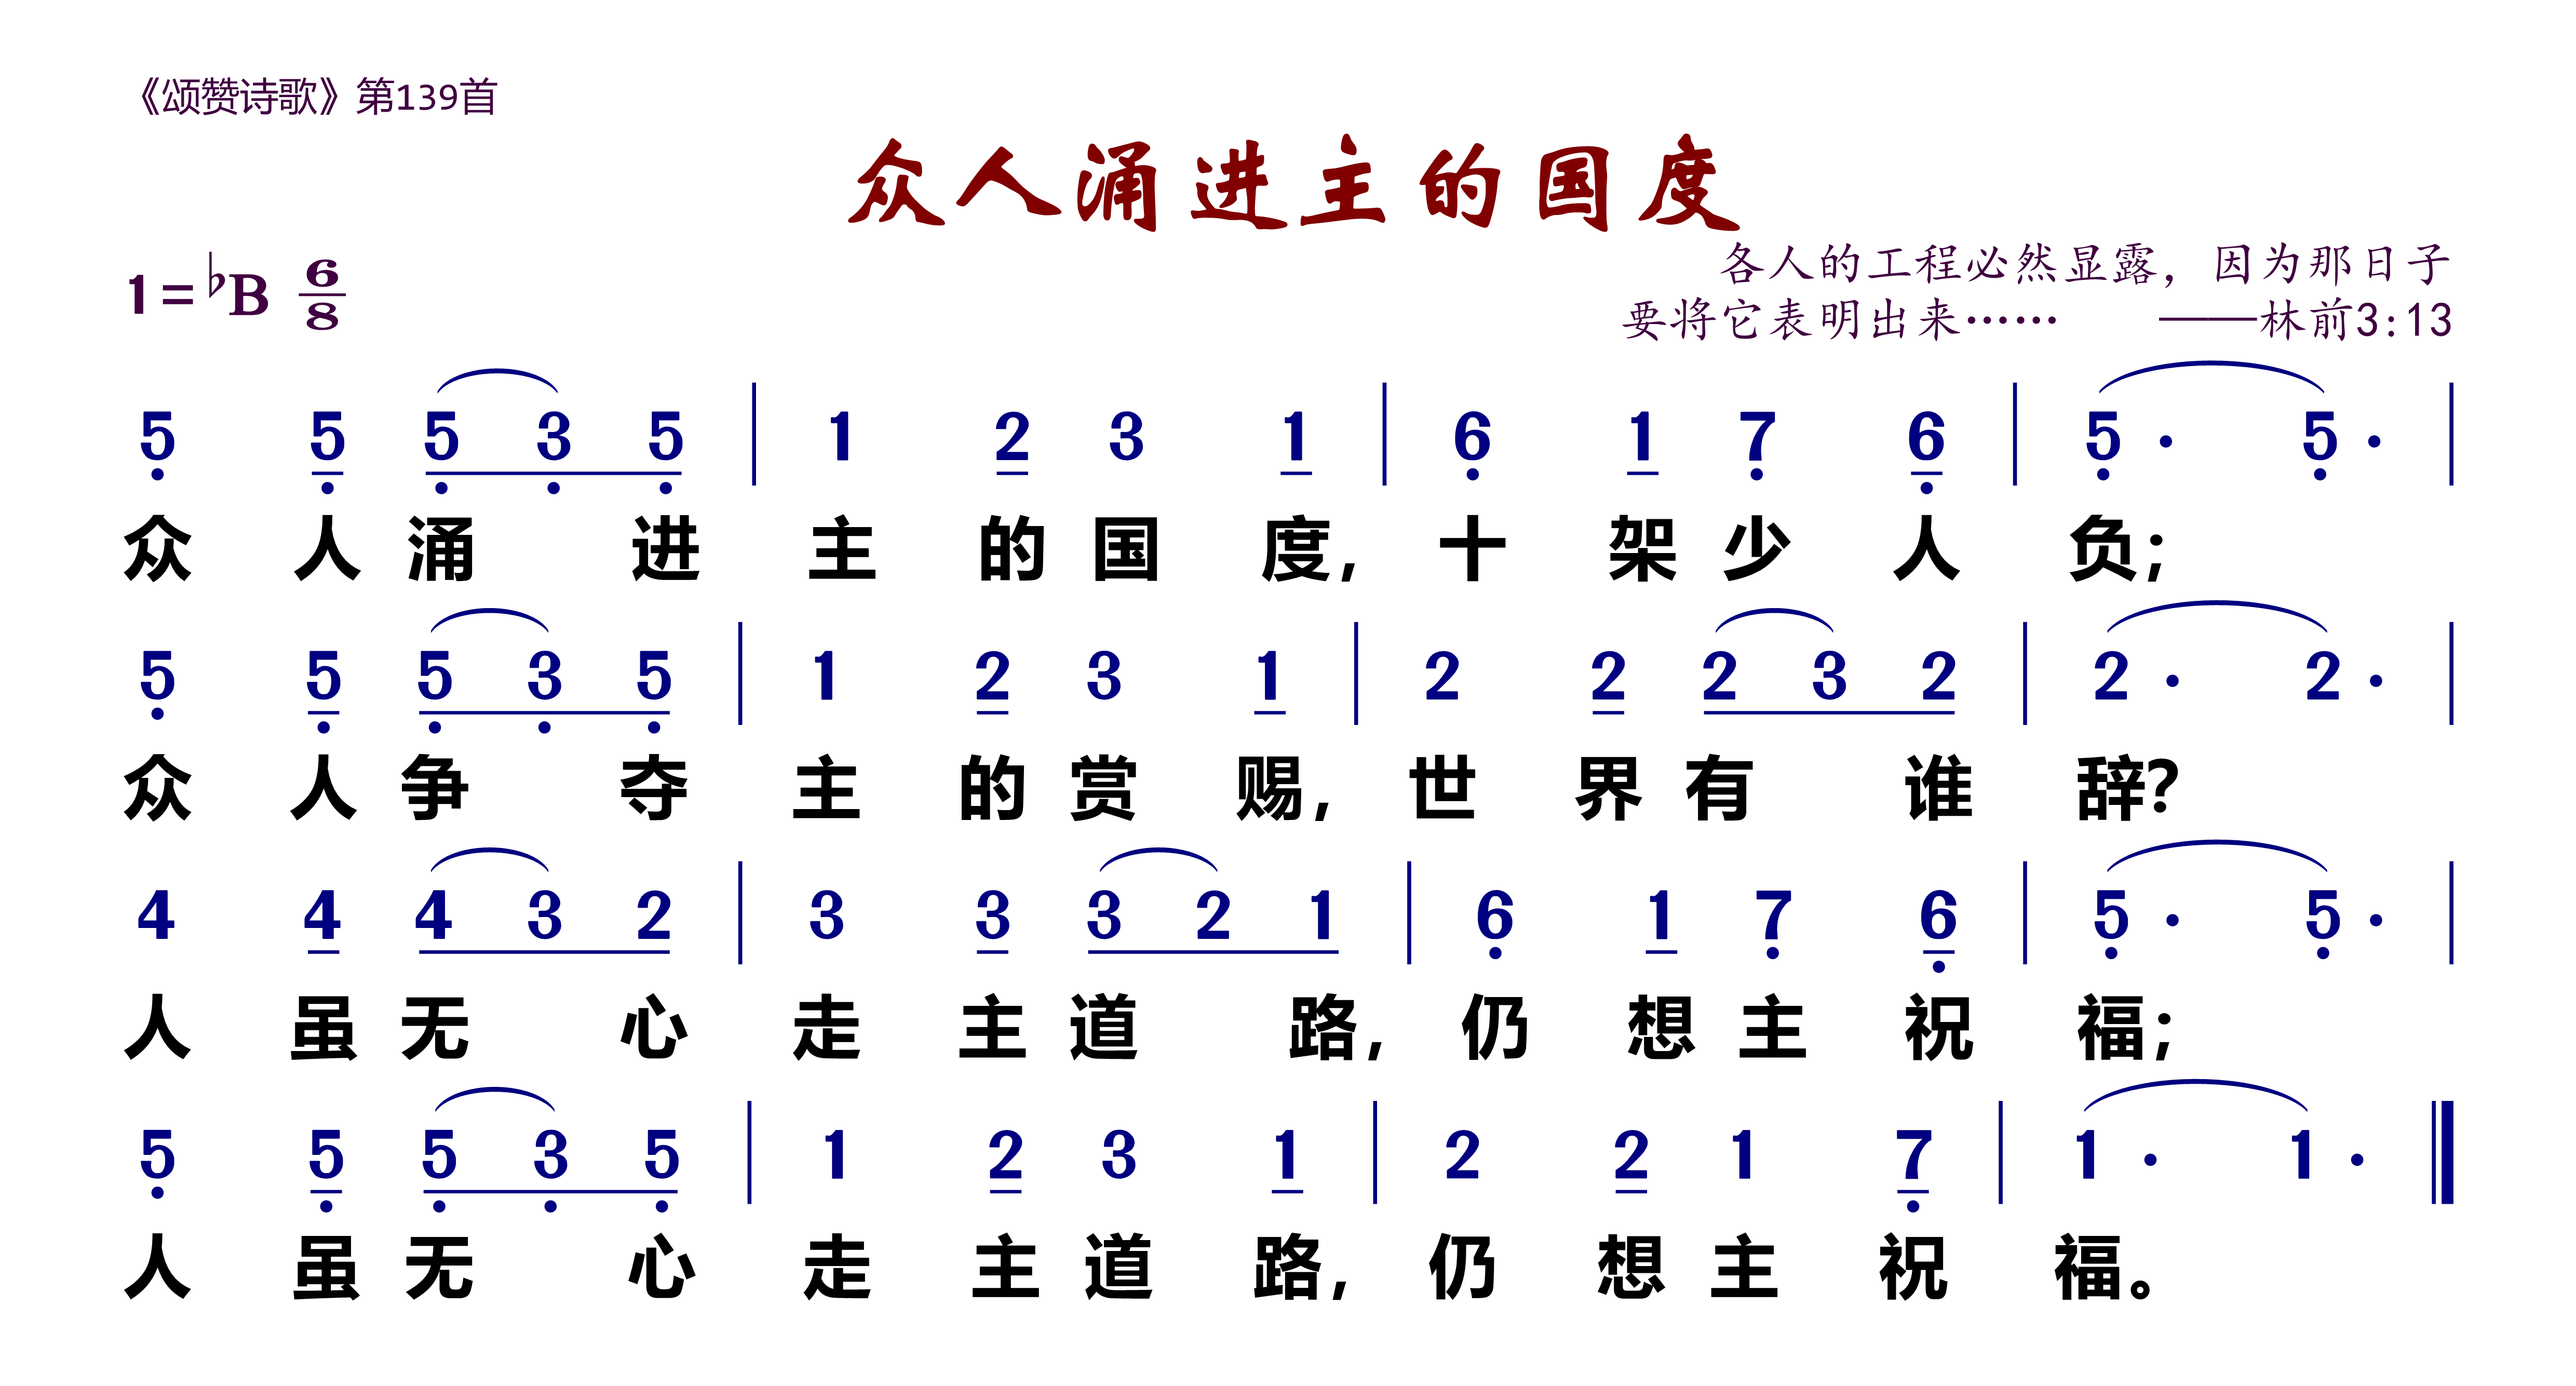 《颂赞诗歌》第139首
众人涌进主的国度
1=♭B 6/8
各人的工程必然显露，因为那日子
要将它表明出来…… ——林前3:13
5̣ 5̣ 5̣ 3̣ 5̣ | 1 2 3 1 | 6̣ 1 7̣ 6̣ | 5̣· 5̣· |
众人涌进主的国度，十架少人负；
5̣ 5̣ 5̣ 3̣ 5̣ | 1 2 3 1 | 2 2 2 3 2 | 2· 2· |
众人争夺主的赏赐，世界有谁辞？
4 4 4 3 2 | 3 3 3 2 1 | 6̣ 1 7̣ 6̣ | 5̣· 5̣· |
人虽无心走主道路，仍想主祝福；
5̣ 5̣ 5̣ 3̣ 5̣ | 1 2 3 1 | 2 2 1 7̣ | 1· 1· ‖
人虽无心走主道路，仍想主祝福。